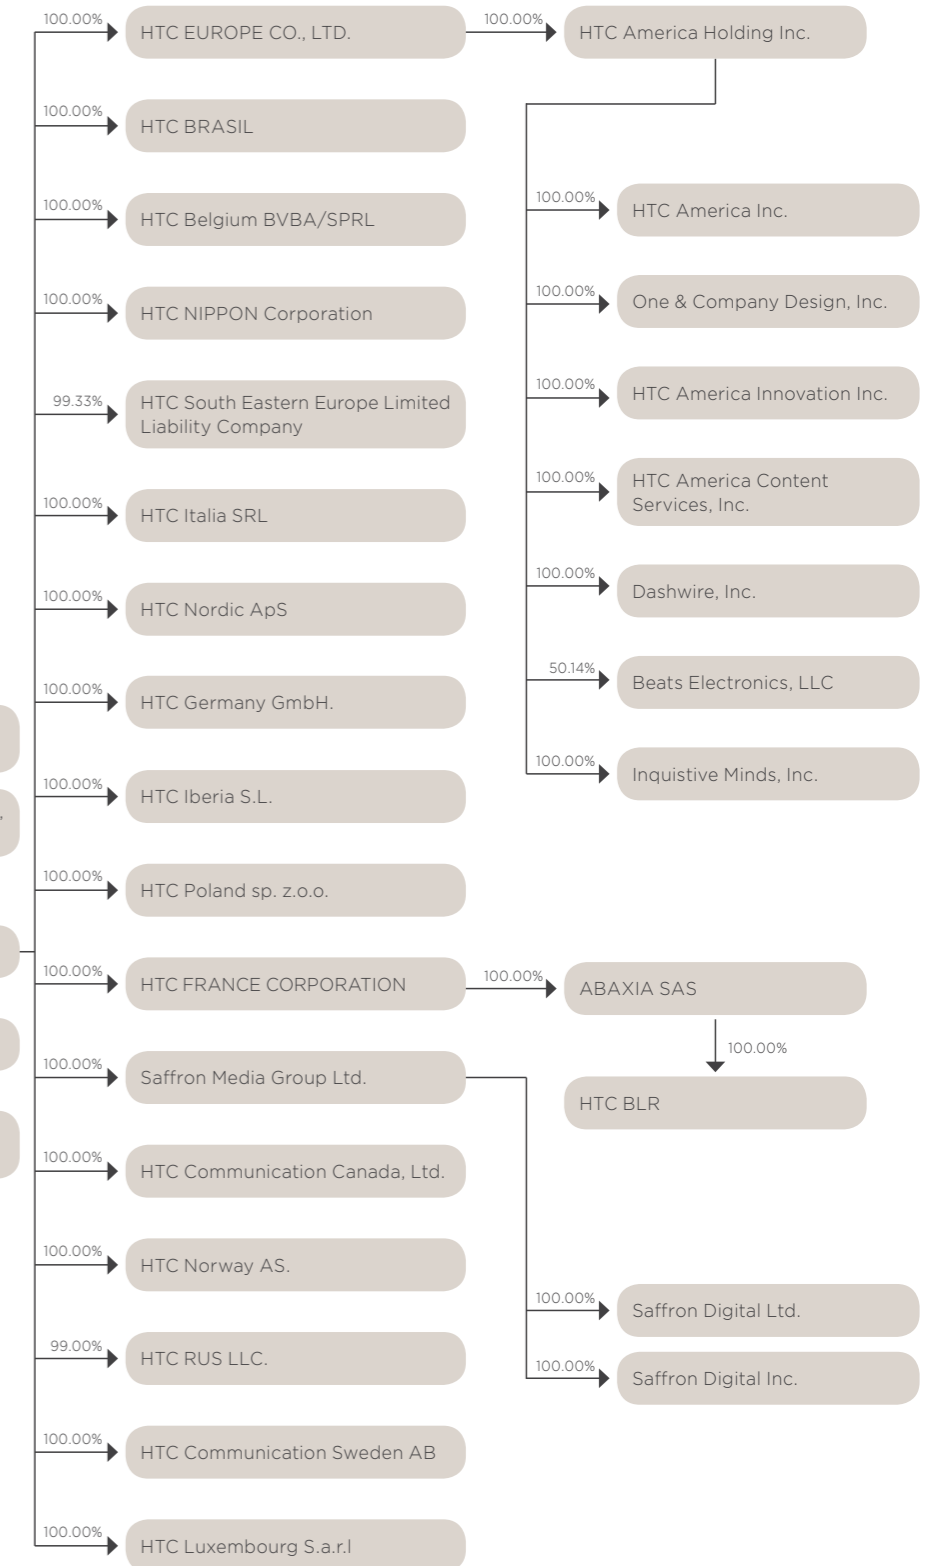 100.00%
HTC EUROPE CO., LTD.
100.00%
HTC America Holding Inc.
100.00%
HTC BRASIL
100.00%
HTC Belgium BVBA/SPRL
100.00%
HTC NIPPON Corporation
99.33%
HTC South Eastern Europe Limited
Liability Company
100.00%
HTC Italia SRL
100.00%
HTC Nordic ApS
100.00%
HTC Germany GmbH.
100.00%
HTC Iberia S.L.
100.00%
HTC Poland sp. z.o.o.
100.00%
HTC FRANCE CORPORATION
100.00%
Saffron Media Group Ltd.
100.00%
HTC Communication Canada, Ltd.
100.00%
HTC Norway AS.
99.00%
HTC RUS LLC.
100.00%
HTC Communication Sweden AB
100.00%
HTC Luxembourg S.a.r.l
100.00%
HTC America Inc.
100.00%
One & Company Design, Inc.
100.00%
HTC America Innovation Inc.
100.00%
HTC America Content
Services, Inc.
100.00%
Dashwire, Inc.
50.14%
Beats Electronics, LLC
100.00%
Inquistive Minds, Inc.
100.00%
ABAXIA SAS
100.00%
HTC BLR
100.00%
Saffron Digital Ltd.
100.00%
Saffron Digital Inc.